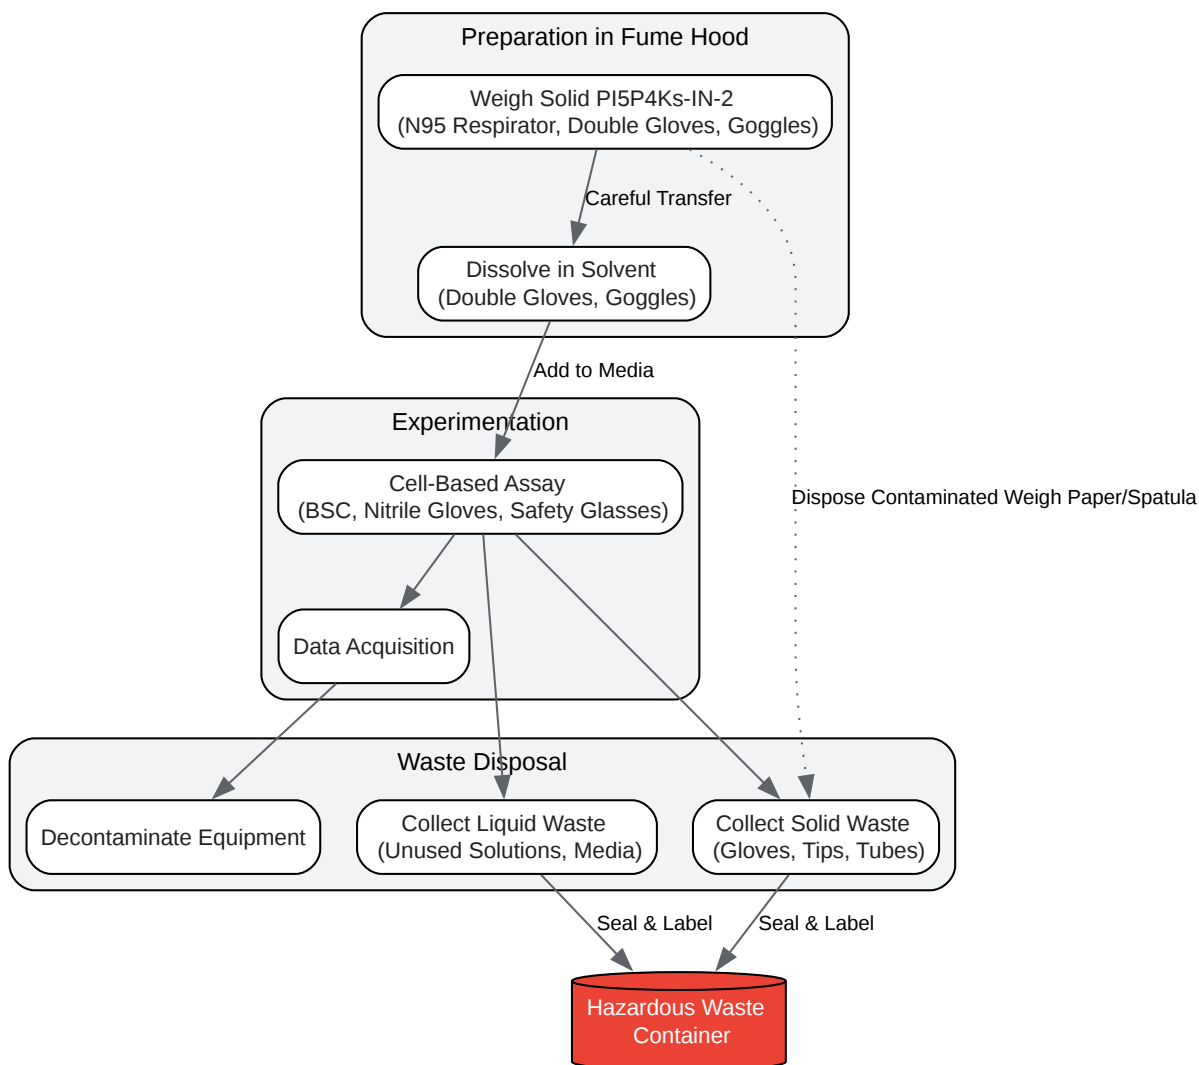 Preparation in Fume Hood
Weigh Solid PI5P4Ks-IN-2
(N95 Respirator, Double Gloves, Goggles)
Careful Transfer
Dissolve in Solvent
(Double Gloves, Goggles)
Add to Media
Experimentation
Cell-Based Assay
(BSC, Nitrile Gloves, Safety Glasses)
Dispose Contaminated Weigh Paper/Spatula
Data Acquisition
Waste Disposal
Decontaminate Equipment
Collect Liquid Waste
(Unused Solutions, Media)
Collect Solid Waste
(Gloves, Tips, Tubes)
Seal & Label
Seal & Label
Hazardous Waste
Container